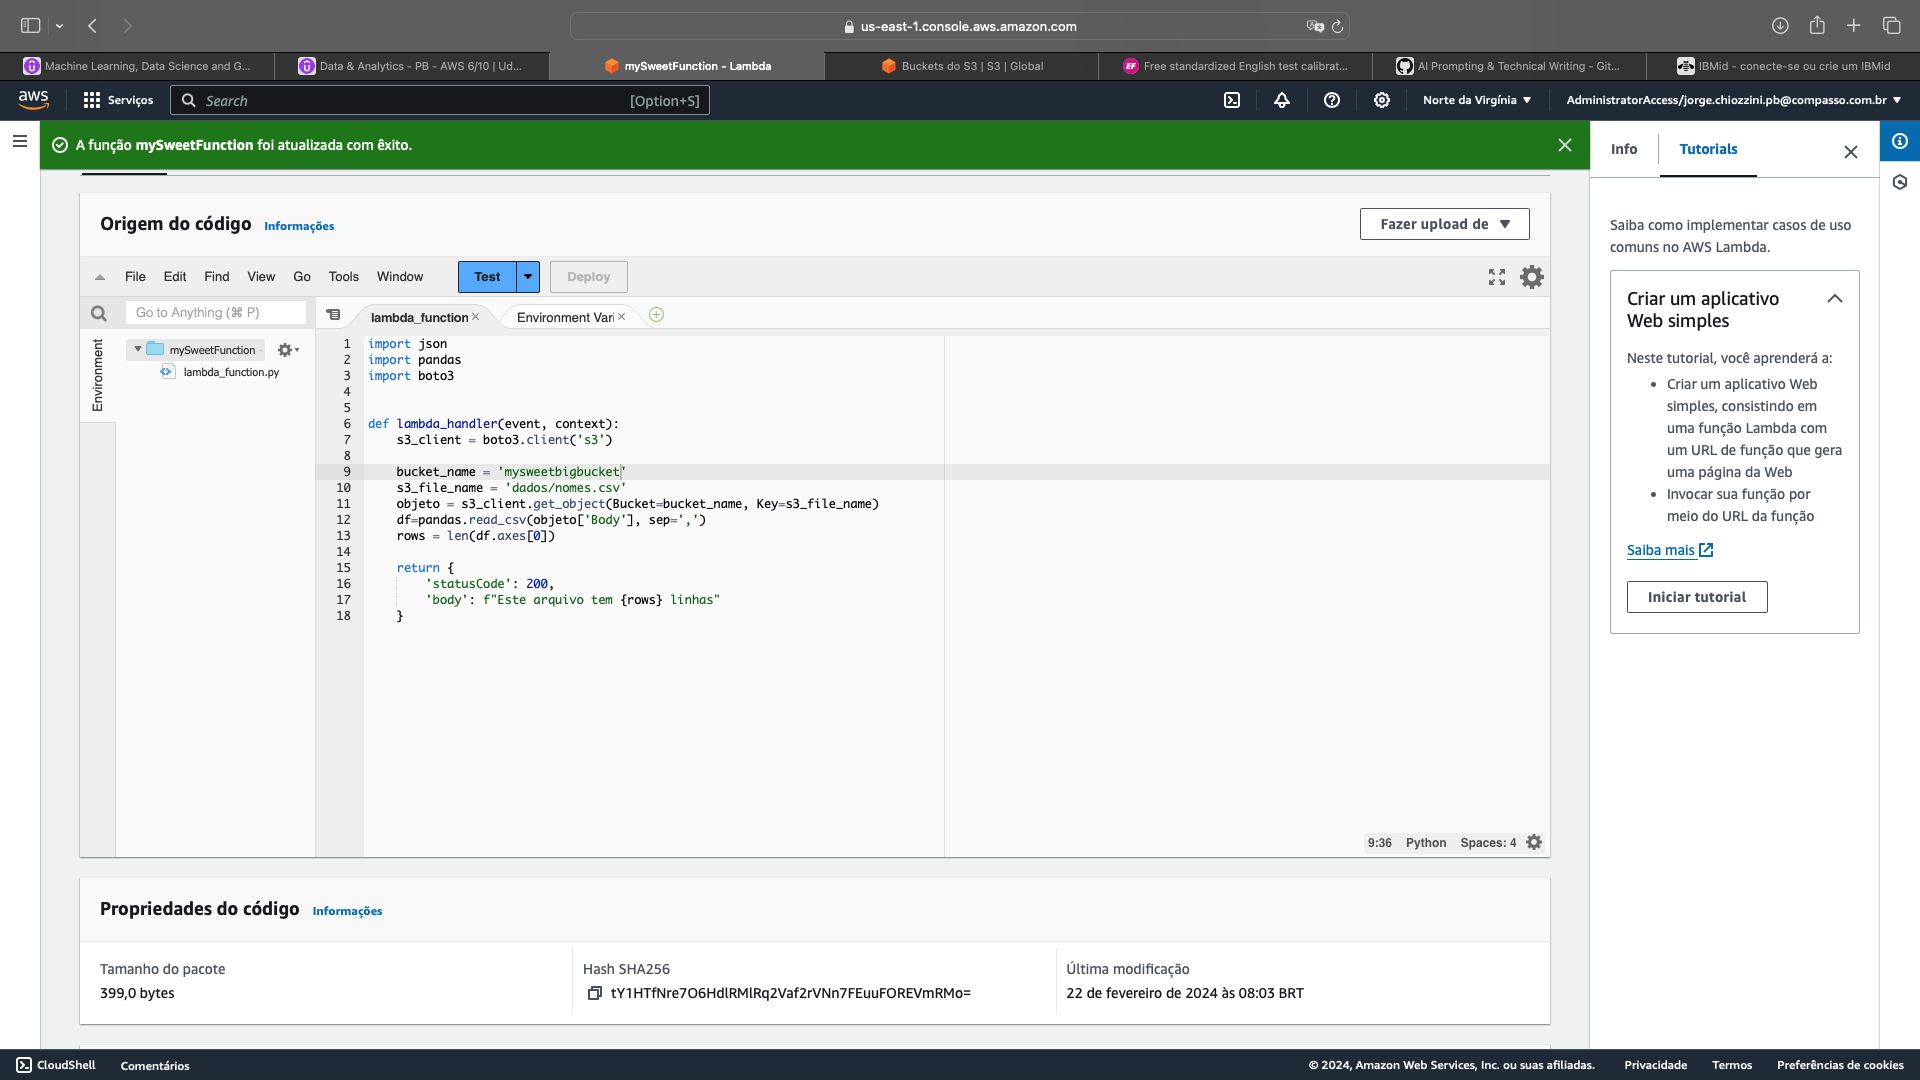 us-east-1.console.aws.amazon.com
Machine Learning, Data Science and G...
Data & Analytics - PB - AWS 6/10 | Ud...
mySweetFunction - Lambda
Buckets do S3 | S3 | Global
EF Free standardized English test calibrat...
AI Prompting & Technical Writing - Git...
IBMid - conecte-se ou crie um IBMid
aws
Serviços
Search
[Option+S]
Norte da Virgínia
AdministratorAccess/jorge.chiozzini.pb@compasso.com.br
A função mySweetFunction foi atualizada com êxito.
Info
Tutorials
Origem do código
Informações
Fazer upload de
File Edit Find View Go Tools Window
Test
Deploy
Go to Anything (⌘ P)
lambda_function
Environment Vari
Environment
mySweetFunction -
lambda_function.py
1 import json
2 import pandas
3 import boto3
4
5
6 def lambda_handler(event, context):
7 s3_client = boto3.client('s3')
8
9 bucket_name = 'mysweetbigbucket'
10 s3_file_name = 'dados/nomes.csv'
11 objeto = s3_client.get_object(Bucket=bucket_name, Key=s3_file_name)
12 df=pandas.read_csv(objeto['Body'], sep=',')
13 rows = len(df.axes[0])
14
15 return {
16 'statusCode': 200,
17 'body': f"Este arquivo tem {rows} linhas"
18 }
9:36 Python Spaces: 4
Propriedades do código
Informações
Tamanho do pacote
399,0 bytes
Hash SHA256
tY1HTfNre7O6HdlRMlRq2Vaf2rVNn7FEuuFOREVmRMo=
Última modificação
22 de fevereiro de 2024 às 08:03 BRT
Saiba como implementar casos de uso
comuns no AWS Lambda.
Criar um aplicativo
Web simples
Neste tutorial, você aprenderá a:
• Criar um aplicativo Web
simples, consistindo em
uma função Lambda com
um URL de função que gera
uma página da Web
• Invocar sua função por
meio do URL da função
Saiba mais
Iniciar tutorial
CloudShell
Comentários
© 2024, Amazon Web Services, Inc. ou suas afiliadas.
Privacidade
Termos
Preferências de cookies